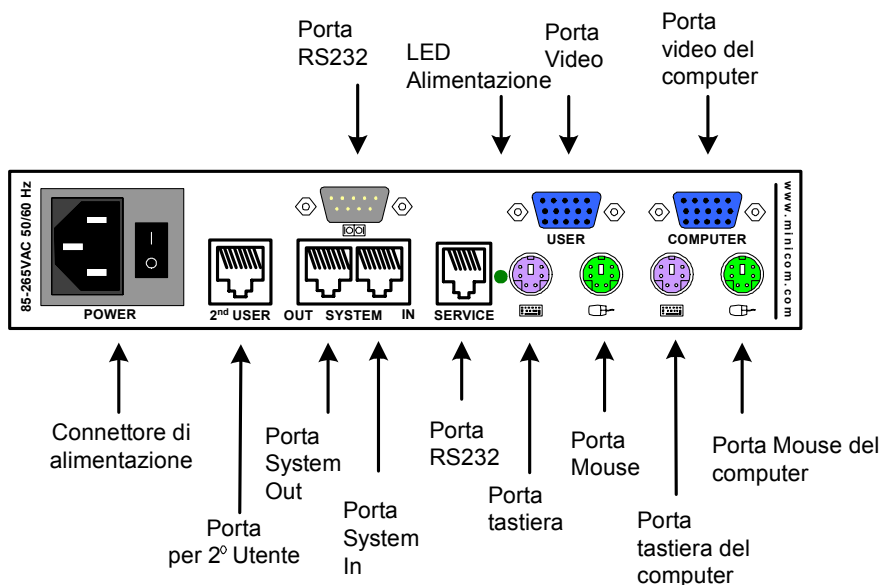 Porta
RS232
LED
Alimentazione
Porta
Video
Porta
video del
computer
85-265VAC 50/60 Hz
POWER
2nd USER
OUT SYSTEM IN
SERVICE
USER
COMPUTER
www.minicom.com
I
O
IOIOI
Connettore di
alimentazione
Porta
per 2° Utente
Porta
System
Out
Porta
System
In
Porta
RS232
Porta
tastiera
Porta
Mouse
Porta
tastiera del
computer
Porta Mouse del
computer